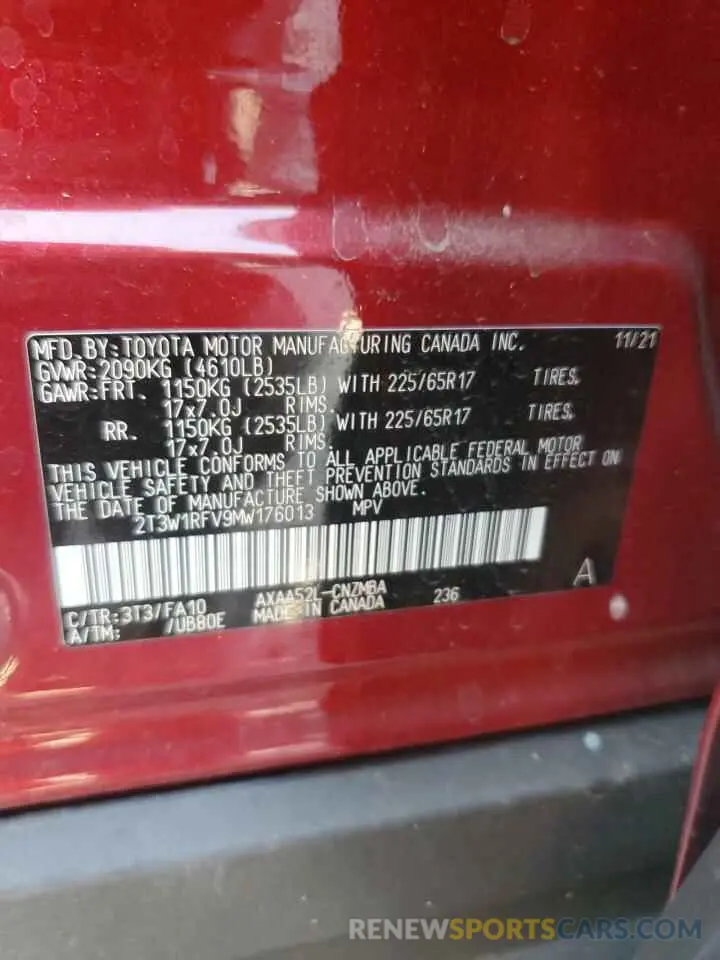 MFD.BY:TOYOTA MOTOR MANUFACTURING CANADA INC. 11/21
GVWR:2090KG (4610LB)
GAWR:FRT. 1150KG (2535LB) WITH 225/65R17 TIRES,
17x7.0J RIMS,
RR. 1150KG (2535LB) WITH 225/65R17 TIRES,
17x7.0J RIMS.
THIS VEHICLE CONFORMS TO ALL APPLICABLE FEDERAL MOTOR
VEHICLE SAFETY AND THEFT PREVENTION STANDARDS IN EFFECT ON
THE DATE OF MANUFACTURE SHOWN ABOVE.
2T3W1RFV9MW176013 MPV
C/TR:3T3/FA10 AXAA52L-CNZMBA 236 A
A/TM: /UB80E MADE IN CANADA
RENEWSPORTSCARS.COM